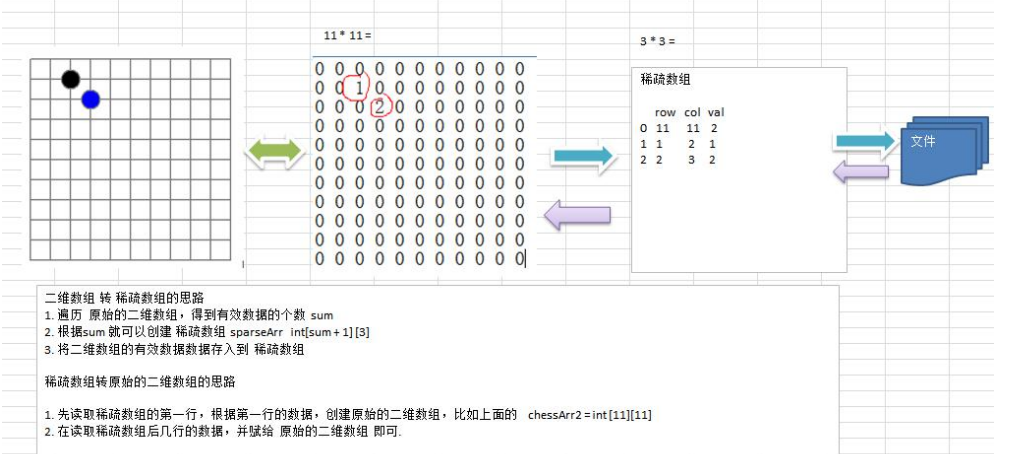 11 * 11 =
3 * 3 =
0 0 0 0 0 0 0 0 0 0 0
0 0 1 0 0 0 0 0 0 0 0
0 0 0 2 0 0 0 0 0 0 0
0 0 0 0 0 0 0 0 0 0 0
0 0 0 0 0 0 0 0 0 0 0
0 0 0 0 0 0 0 0 0 0 0
0 0 0 0 0 0 0 0 0 0 0
0 0 0 0 0 0 0 0 0 0 0
0 0 0 0 0 0 0 0 0 0 0
0 0 0 0 0 0 0 0 0 0 0
0 0 0 0 0 0 0 0 0 0 0
稀疏数组
row col val
0 11 11 2
1 1 2 1
2 2 3 2
文件
二维数组 转 稀疏数组的思路
1. 遍历 原始的二维数组，得到有效数据的个数 sum
2. 根据sum 就可以创建 稀疏数组 sparseArr int[sum + 1] [3]
3. 将二维数组的有效数据数据存入到 稀疏数组
稀疏数组转原始的二维数组的思路
1. 先读取稀疏数组的第一行，根据第一行的数据，创建原始的二维数组，比如上面的 chessArr2 = int [11][11]
2. 在读取稀疏数组后几行的数据，并赋给 原始的二维数组 即可.